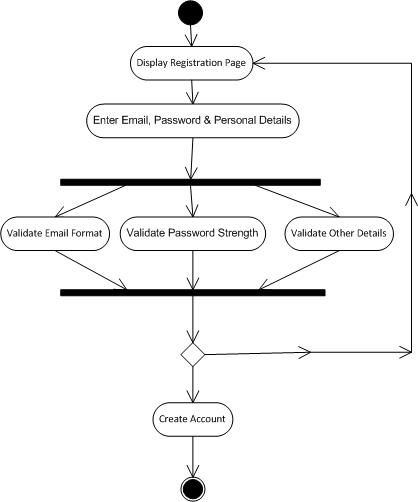 Display Registration Page
Enter Email, Password & Personal Details
Validate Email Format
Validate Password Strength
Validate Other Details
Create Account